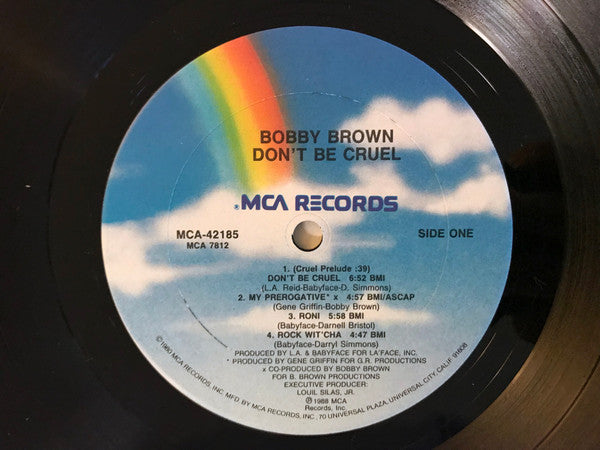 BOBBY BROWN
DON'T BE CRUEL
®MCA RECORDS
MCA-42185
MCA 7812
SIDE ONE
1. (Cruel Prelude :39)
DON'T BE CRUEL 6:52 BMI
(L.A. Reid-Babyface-D. Simmons)
2. MY PREROGATIVE* x 4:57 BMI/ASCAP
(Gene Griffin-Bobby Brown)
3. RONI 5:58 BMI
(Babyface-Darnell Bristol)
4. ROCK WIT'CHA 4:47 BMI
(Babyface-Darryl Simmons)
PRODUCED BY L.A. & BABYFACE FOR LA'FACE, INC.
* PRODUCED BY GENE GRIFFIN FOR G.R. PRODUCTIONS
x CO-PRODUCED BY BOBBY BROWN
FOR B. BROWN PRODUCTIONS
EXECUTIVE PRODUCER:
LOUIL SILAS, JR.
℗1988 MCA
Records, Inc
©1980 MCA RECORDS, INC. MFG BY MCA RECORDS, INC., 70 UNIVERSAL PLAZA, UNIVERSAL CITY, CALIF. 91608